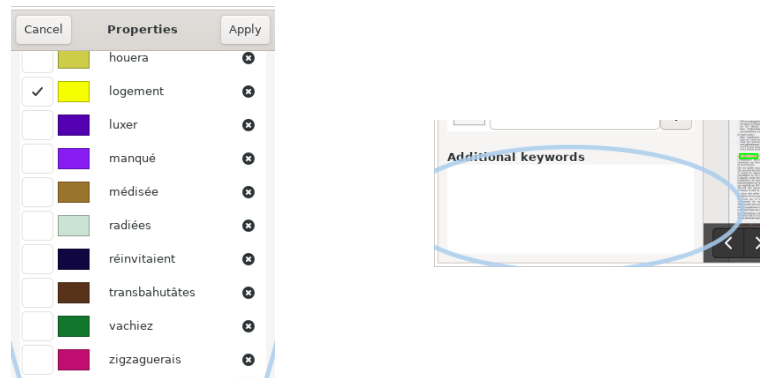 Cancel Properties Apply
houera
logement
luxer
manqué
médisée
radiées
réinvitaient
transbahutâtes
vachiez
zigzaguerais
Additional keywords